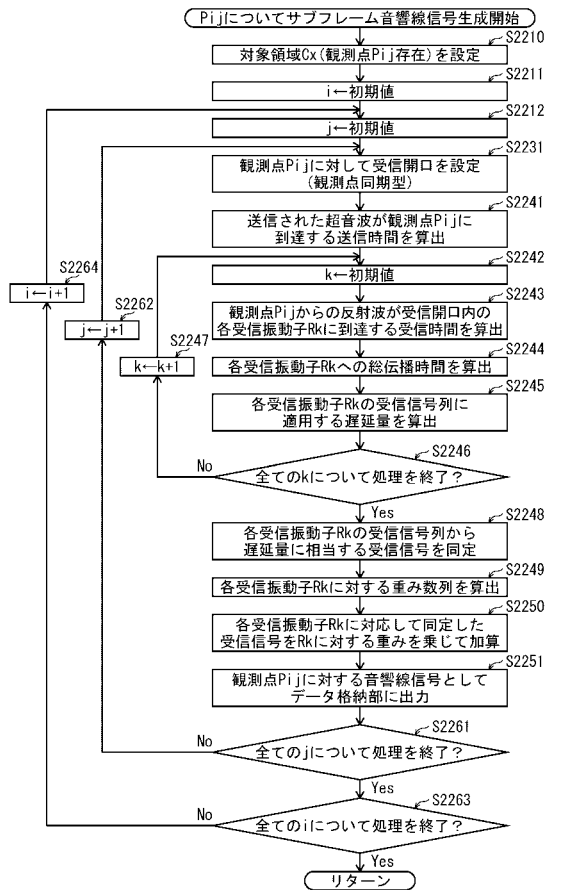 Pijについてサブフレーム音響線信号生成開始
S2210
対象領域Cx(観測点Pij存在)を設定
S2211
i←初期値
S2212
j←初期値
S2231
観測点Pijに対して受信開口を設定
(観測点同期型)
S2241
送信された超音波が観測点Pijに
到達する送信時間を算出
S2242
k←初期値
S2243
観測点Pijからの反射波が受信開口内の
各受信振動子Rkに到達する受信時間を算出
S2244
各受信振動子Rkへの総伝播時間を算出
S2245
各受信振動子Rkの受信信号列に
適用する遅延量を算出
S2246
全てのkについて処理を終了?
No
Yes
S2247
k←k+1
S2248
各受信振動子Rkの受信信号列から
遅延量に相当する受信信号を同定
S2249
各受信振動子Rkに対する重み数列を算出
S2250
各受信振動子Rkに対応して同定した
受信信号をRkに対する重みを乗じて加算
S2251
観測点Pijに対する音響線信号として
データ格納部に出力
S2261
全てのjについて処理を終了?
No
Yes
S2262
j←j+1
S2263
全てのiについて処理を終了?
No
Yes
S2264
i←i+1
リターン